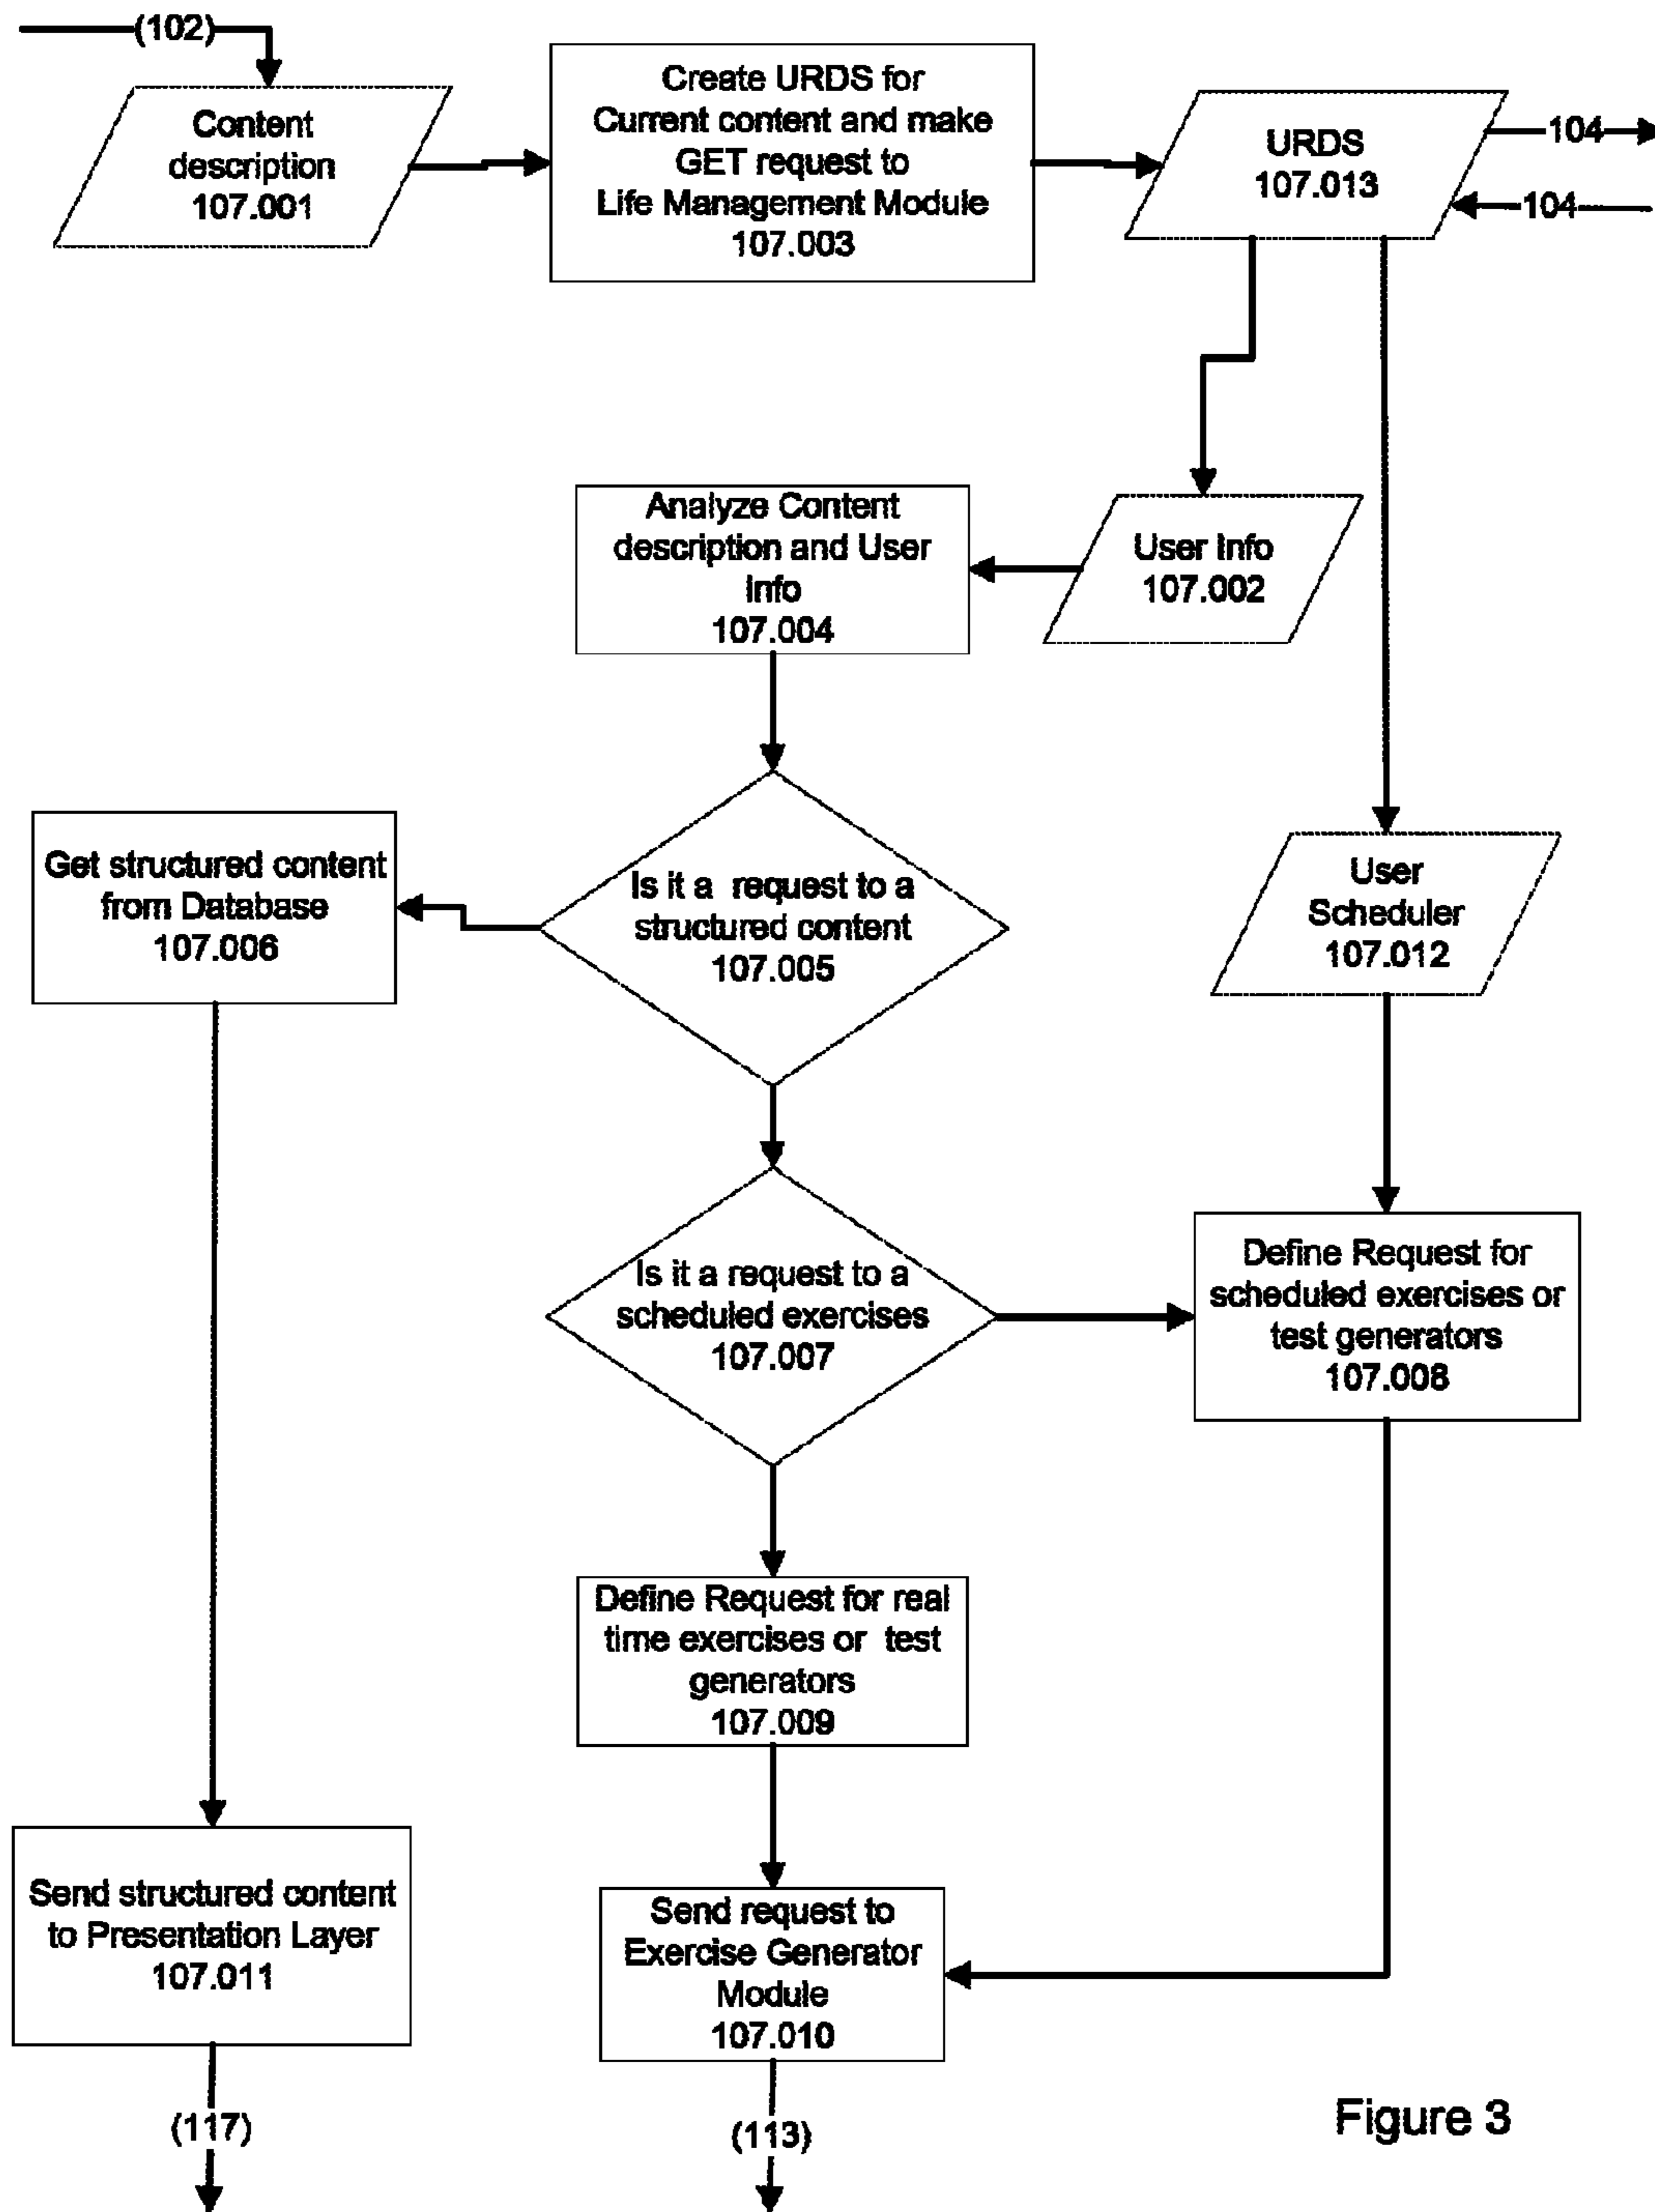 (102)
Content
description
107.001
Create URDS for
Current content and make
GET request to
Life Management Module
107.003
URDS
107.013
104
104
Analyze Content
description and User
Info
107.004
User Info
107.002
Get structured content
from Database
107.006
Is it a request to a
structured content
107.005
User
Scheduler
107.012
Is it a request to a
scheduled exercises
107.007
Define Request for
scheduled exercises or
test generators
107.008
Define Request for real
time exercises or test
generators
107.009
Send structured content
to Presentation Layer
107.011
Send request to
Exercise Generator
Module
107.010
(117)
(113)
Figure 3